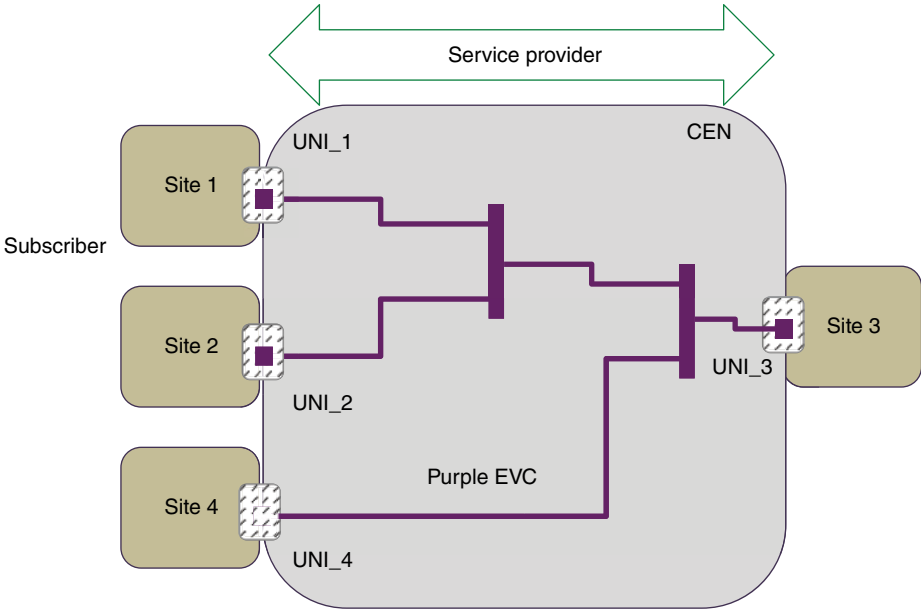 Service provider
UNI_1
CEN
Site 1
Subscriber
Site 2
Site 3
UNI_3
UNI_2
Purple EVC
Site 4
UNI_4